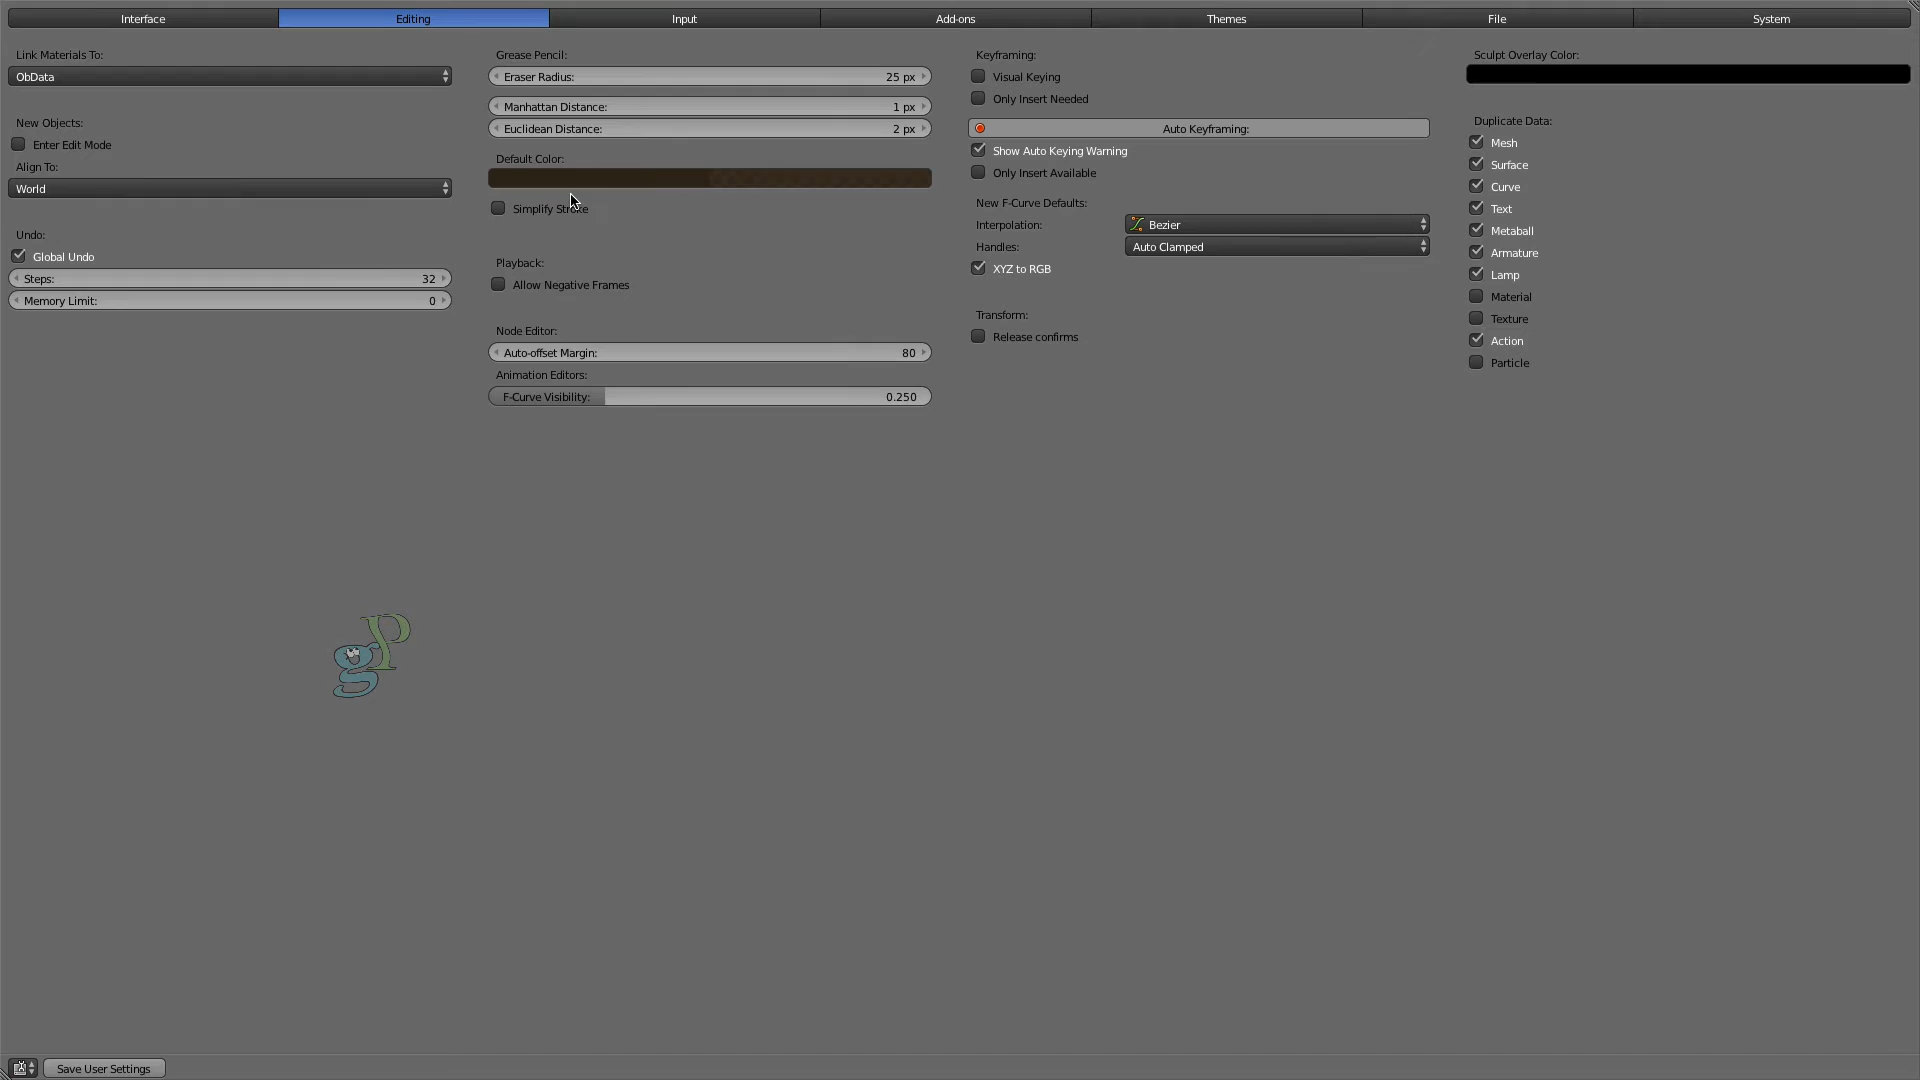 Interface
Editing
Input
Add-ons
Themes
File
System
Link Materials To:
ObData
New Objects:
Enter Edit Mode
Align To:
World
Undo:
Global Undo
Steps: 32
Memory Limit: 0
Grease Pencil:
Eraser Radius: 25 px
Manhattan Distance: 1 px
Euclidean Distance: 2 px
Default Color:
Simplify Stroke
Playback:
Allow Negative Frames
Node Editor:
Auto-offset Margin: 80
Animation Editors:
F-Curve Visibility: 0.250
Keyframing:
Visual Keying
Only Insert Needed
Auto Keyframing:
Show Auto Keying Warning
Only Insert Available
New F-Curve Defaults:
Interpolation: Bezier
Handles: Auto Clamped
XYZ to RGB
Transform:
Release confirms
Sculpt Overlay Color:
Duplicate Data:
Mesh
Surface
Curve
Text
Metaball
Armature
Lamp
Material
Texture
Action
Particle
gP
Save User Settings